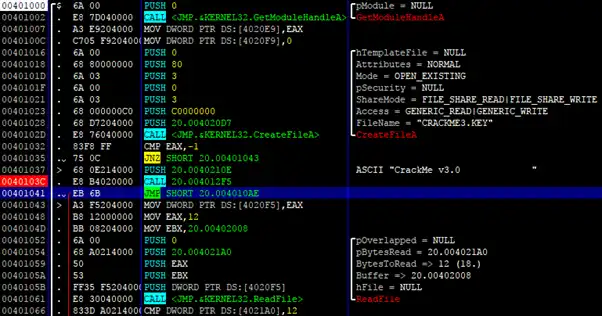 00401000 $ 6A 00 PUSH 0 pModule = NULL
00401002 . E8 7D040000 CALL <JMP.&KERNEL32.GetModuleHandleA> GetModuleHandleA
00401007 . A3 E9204000 MOV DWORD PTR DS:[4020E9],EAX
0040100C . C705 F9204000 MOV DWORD PTR DS:[4020F9],0
00401016 . 6A 00 PUSH 0 hTemplateFile = NULL
00401018 . 68 80000000 PUSH 80 Attributes = NORMAL
0040101D . 6A 03 PUSH 3 Mode = OPEN_EXISTING
0040101F . 6A 00 PUSH 0 pSecurity = NULL
00401021 . 6A 03 PUSH 3 ShareMode = FILE_SHARE_READ|FILE_SHARE_WRITE
00401023 . 68 000000C0 PUSH C0000000 Access = GENERIC_READ|GENERIC_WRITE
00401028 . 68 D7204000 PUSH 20.004020D7 FileName = "CRACKME3.KEY"
0040102D . E8 76040000 CALL <JMP.&KERNEL32.CreateFileA> CreateFileA
00401032 . 83F8 FF CMP EAX,-1
00401035 . 75 0C JNZ SHORT 20.00401043
00401037 > 68 0E214000 PUSH 20.0040210E ASCII "CrackMe v3.0 "
0040103C . E8 B4020000 CALL 20.004012F5
00401041 . EB 6B JMP SHORT 20.004010AE
00401043 > A3 F5204000 MOV DWORD PTR DS:[4020F5],EAX
00401048 . B8 12000000 MOV EAX,12
0040104D . BB 08204000 MOV EBX,20.00402008
00401052 . 6A 00 PUSH 0 pOverlapped = NULL
00401054 . 68 A0214000 PUSH 20.004021A0 pBytesRead = 20.004021A0
00401059 . 50 PUSH EAX BytesToRead => 12 (18.)
0040105A . 53 PUSH EBX Buffer => 20.00402008
0040105B . FF35 F5204000 PUSH DWORD PTR DS:[4020F5] hFile = NULL
00401061 . E8 30040000 CALL <JMP.&KERNEL32.ReadFile> ReadFile
00401066 . 833D A0214000 CMP DWORD PTR DS:[4021A0],12